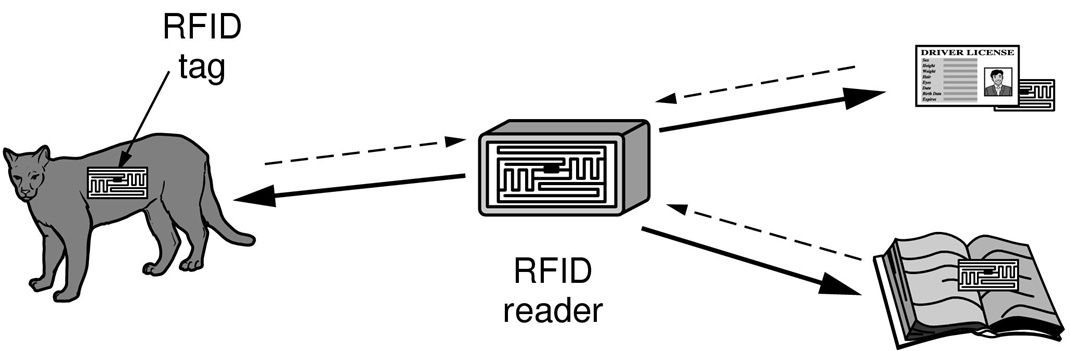 RFID
tag
RFID
reader
DRIVER LICENSE
Sex
Height
Weight
Hair
Eyes
Date
Birth Date
Expires